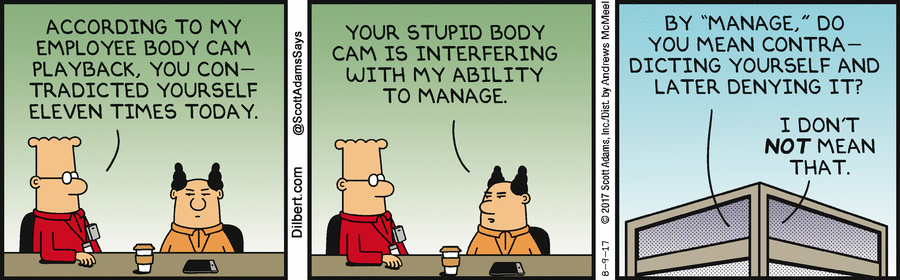 ACCORDING TO MY
EMPLOYEE BODY CAM
PLAYBACK, YOU CON-
TRADICTED YOURSELF
ELEVEN TIMES TODAY.
Dilbert.com @ScottAdamsSays
YOUR STUPID BODY
CAM IS INTERFERING
WITH MY ABILITY
TO MANAGE.
8-9-17 © 2017 Scott Adams, Inc./Dist. by Andrews McMeel
BY "MANAGE," DO
YOU MEAN CONTRA-
DICTING YOURSELF AND
LATER DENYING IT?
I DON'T
NOT MEAN
THAT.